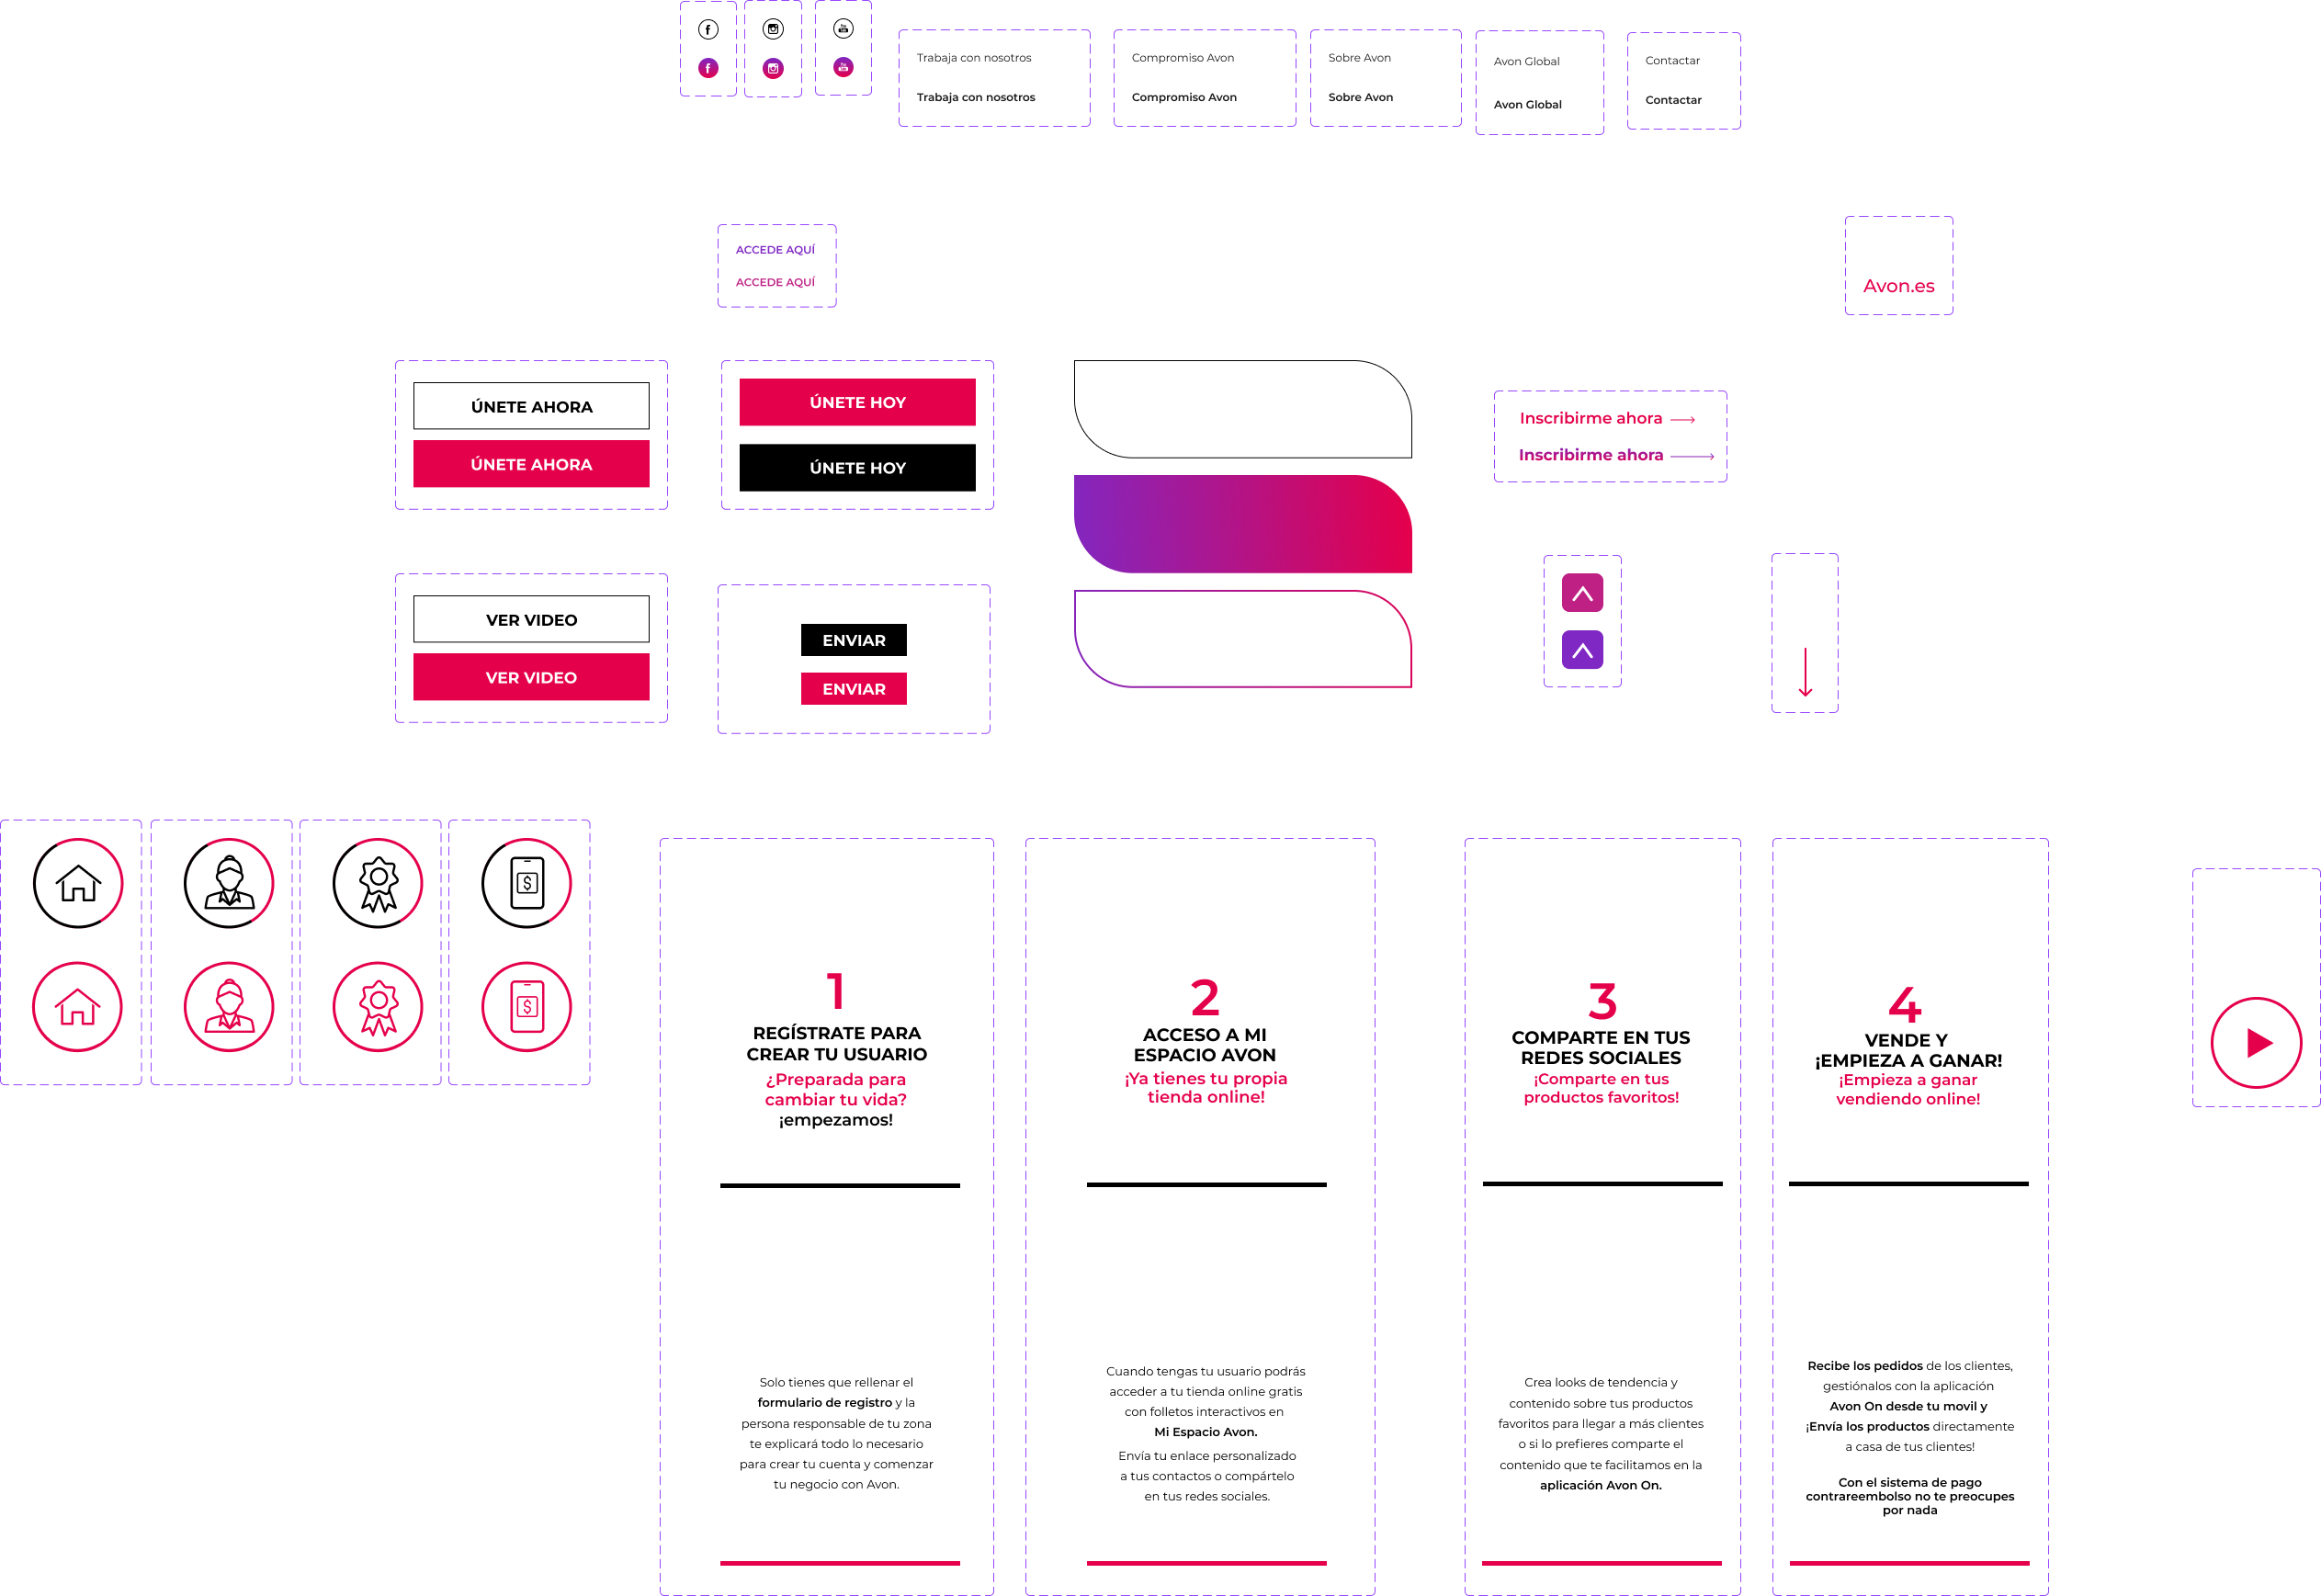 Trabaja con nosotros
Trabaja con nosotros
Compromiso Avon
Compromiso Avon
Sobre Avon
Sobre Avon
Avon Global
Avon Global
Contactar
Contactar
ACCEDE AQUÍ
ACCEDE AQUÍ
Avon.es
ÚNETE AHORA
ÚNETE AHORA
ÚNETE HOY
ÚNETE HOY
Inscribirme ahora
Inscribirme ahora
VER VIDEO
VER VIDEO
ENVIAR
ENVIAR
1
REGÍSTRATE PARA
CREAR TU USUARIO
¿Preparada para
cambiar tu vida?
¡empezamos!
Solo tienes que rellenar el
formulario de registro y la
persona responsable de tu zona
te explicará todo lo necesario
para crear tu cuenta y comenzar
tu negocio con Avon.
2
ACCESO A MI
ESPACIO AVON
¡Ya tienes tu propia
tienda online!
Cuando tengas tu usuario podrás
acceder a tu tienda online gratis
con folletos interactivos en
Mi Espacio Avon.
Envía tu enlace personalizado
a tus contactos o compártelo
en tus redes sociales.
3
COMPARTE EN TUS
REDES SOCIALES
¡Comparte en tus
productos favoritos!
Crea looks de tendencia y
contenido sobre tus productos
favoritos para llegar a más clientes
o si lo prefieres comparte el
contenido que te facilitamos en la
aplicación Avon On.
4
VENDE Y
¡EMPIEZA A GANAR!
¡Empieza a ganar
vendiendo online!
Recibe los pedidos de los clientes,
gestiónalos con la aplicación
Avon On desde tu movil y
¡Envía los productos directamente
a casa de tus clientes!
Con el sistema de pago
contrareembolso no te preocupes
por nada